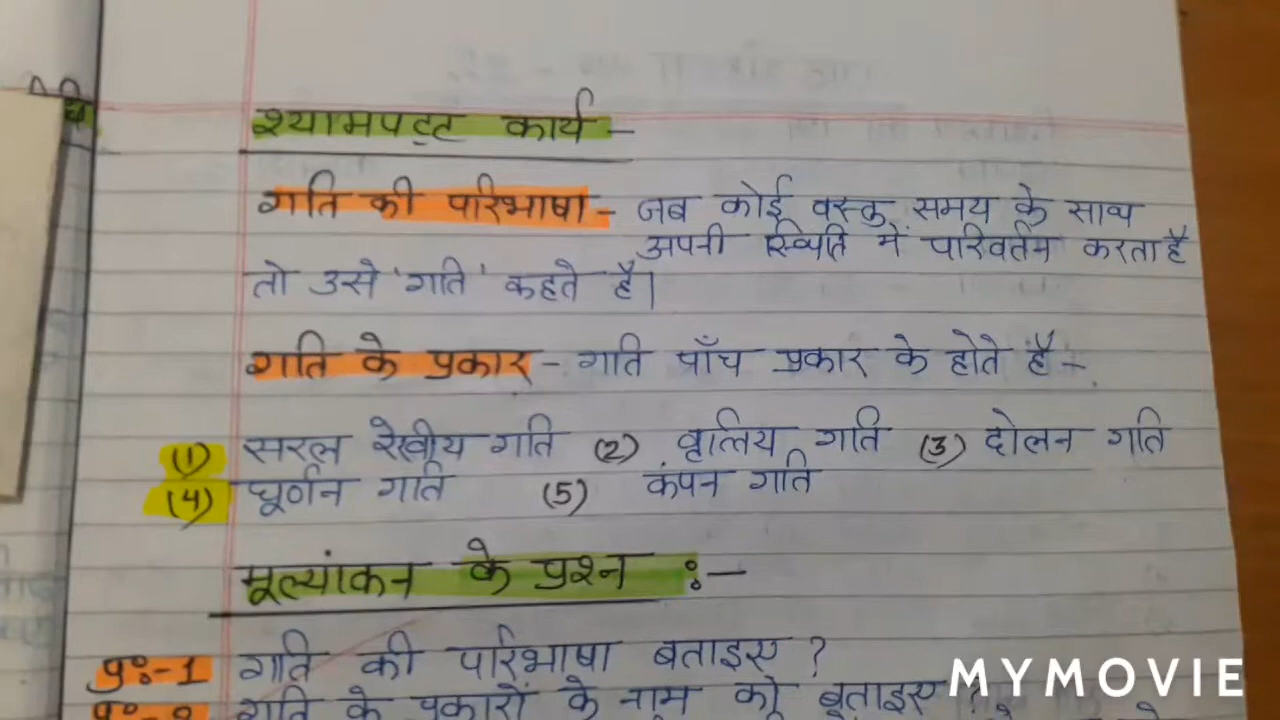 श्यामपट्ट कार्य –
गति की परिभाषा – जब कोई वस्तु समय के साथ
अपनी स्थिति में परिवर्तन करता है
तो उसे 'गति' कहते है।
गति के प्रकार – गति पाँच प्रकार के होते है –
(1) सरल रेखीय गति (2) वृत्तिय गति (3) दोलन गति
(4) घूर्णन गति (5) कंपन गति
मूल्यांकन के प्रश्न :–
प्र॰-1 गति की परिभाषा बताइए ?
गति के प्रकारों के नाम को बताइए ?
MYMOVIE